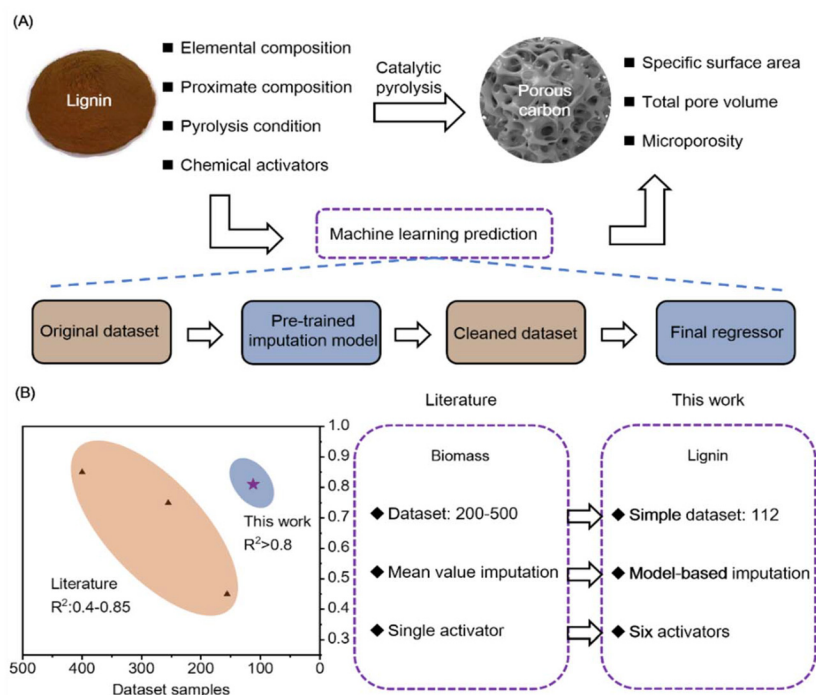 (A)
Lignin
■ Elemental composition
■ Proximate composition
■ Pyrolysis condition
■ Chemical activators
Catalytic
pyrolysis
Porous
carbon
■ Specific surface area
■ Total pore volume
■ Microporosity
Machine learning prediction
Original dataset
Pre-trained
imputation model
Cleaned dataset
Final regressor
(B)
1.0
0.9
0.8
0.7
0.6
0.5
0.4
0.3
This work
R²>0.8
Literature
R²:0.4-0.85
500 400 300 200 100 0
Dataset samples
Literature
Biomass
◆ Dataset: 200-500
◆ Mean value imputation
◆ Single activator
This work
Lignin
◆ Simple dataset: 112
◆ Model-based imputation
◆ Six activators